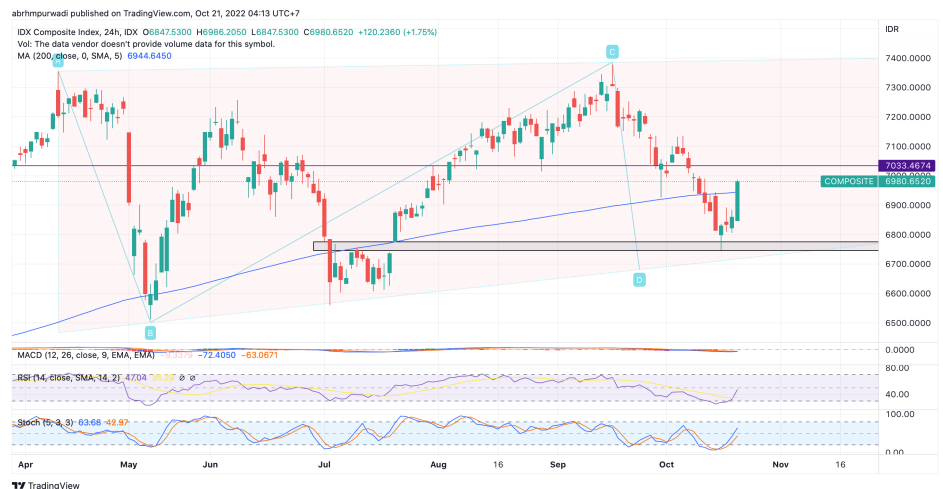 abrhmpurwadi published on TradingView.com, Oct 21, 2022 04:13 UTC+7
IDX Composite Index, 24h, IDX O6847.5300 H6986.2050 L6847.5300 C6980.6520 +120.2360 (+1.75%)
IDR
Vol: The data vendor doesn't provide volume data for this symbol.
MA (200, close, 0, SMA, 5) 6944.6450
A
C
B
D
7400.0000
7300.0000
7200.0000
7100.0000
7033.4674
7000.0000
COMPOSITE 6980.6520
6900.0000
6800.0000
6700.0000
6600.0000
6500.0000
MACD (12, 26, close, 9, EMA, EMA) −72.4050 −63.0671
0.0000
80.00
RSI (14, close, SMA, 14, 2) 47.04 ∅ ∅
40.00
100.00
Stoch (5, 3, 3) 63.68 42.97
0.00
Apr May Jun Jul Aug 16 Sep Oct Nov 16
TradingView